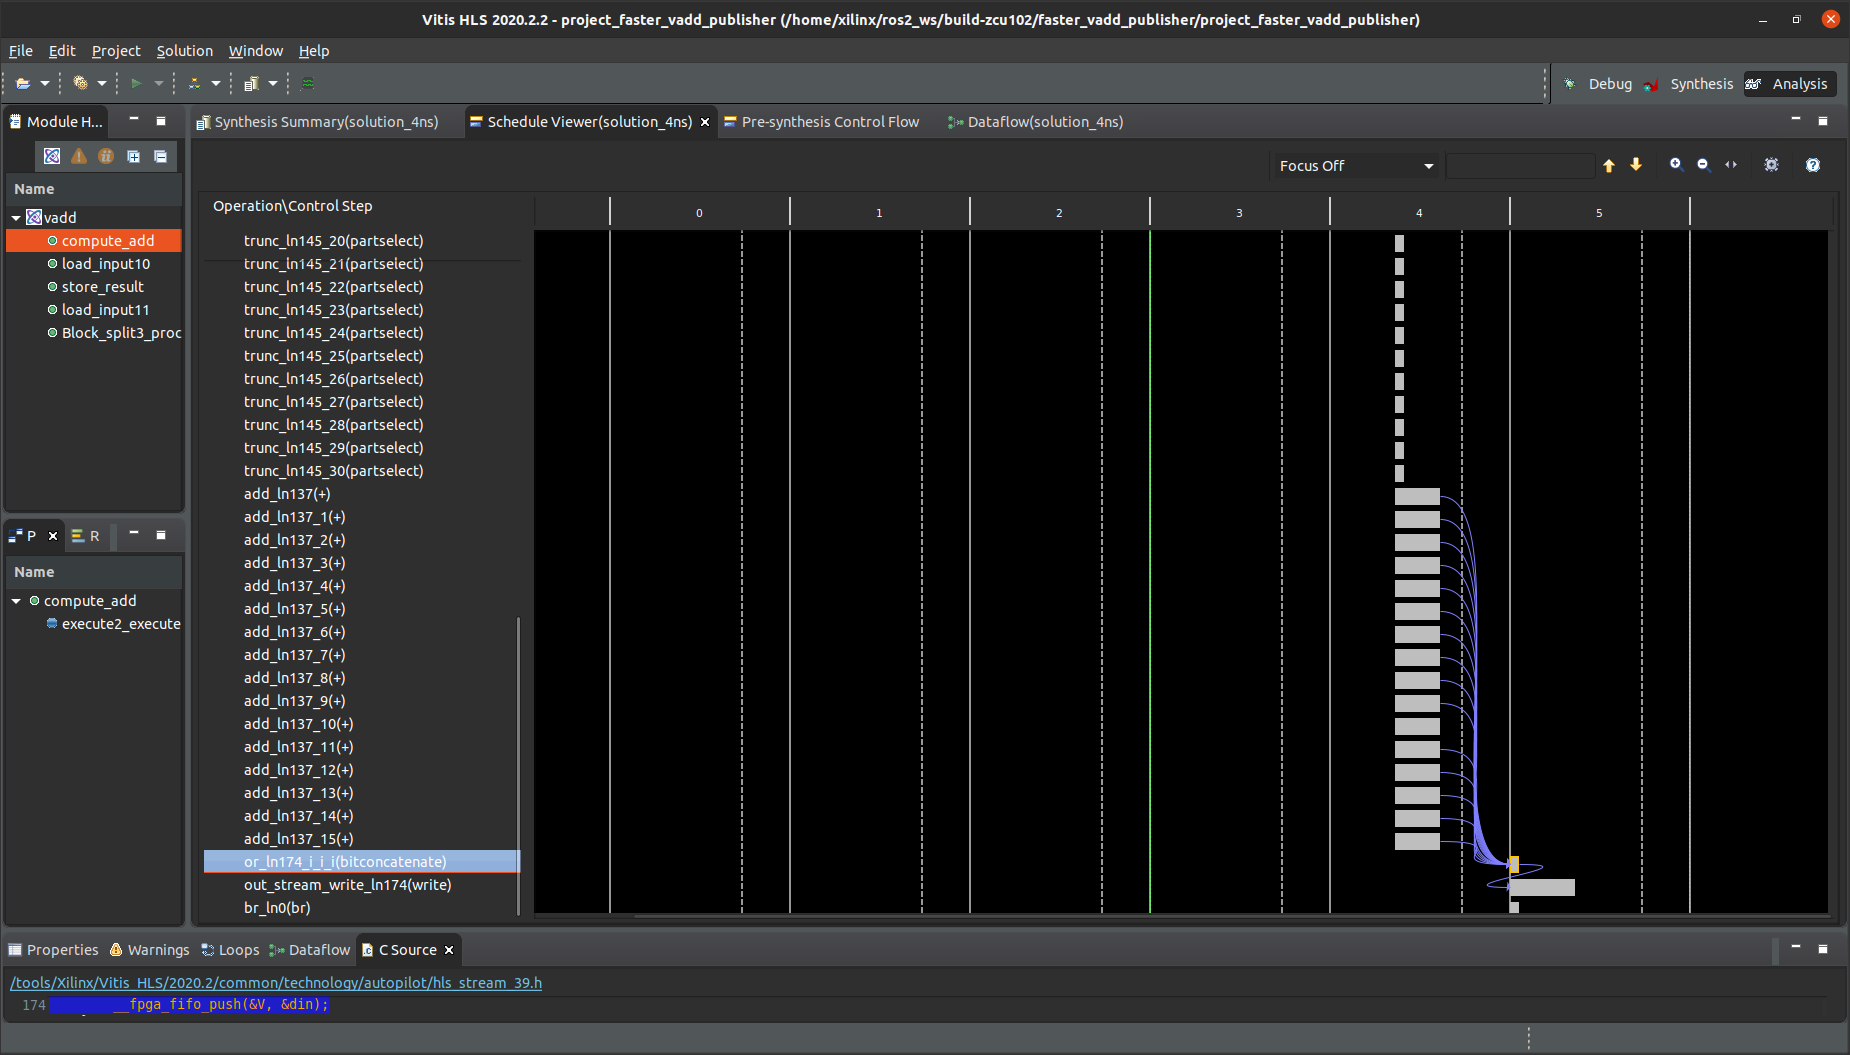 Vitis HLS 2020.2.2 - project_faster_vadd_publisher (/home/xilinx/ros2_ws/build-zcu102/faster_vadd_publisher/project_faster_vadd_publisher)
File Edit Project Solution Window Help
Debug Synthesis Analysis
Module H...
Name
vadd
compute_add
load_input10
store_result
load_input11
Block_split3_proc
P R
Name
compute_add
execute2_execute
Synthesis Summary(solution_4ns) Schedule Viewer(solution_4ns) Pre-synthesis Control Flow Dataflow(solution_4ns)
Focus Off
Operation\Control Step 0 1 2 3 4 5
trunc_ln145_20(partselect)
trunc_ln145_21(partselect)
trunc_ln145_22(partselect)
trunc_ln145_23(partselect)
trunc_ln145_24(partselect)
trunc_ln145_25(partselect)
trunc_ln145_26(partselect)
trunc_ln145_27(partselect)
trunc_ln145_28(partselect)
trunc_ln145_29(partselect)
trunc_ln145_30(partselect)
add_ln137(+)
add_ln137_1(+)
add_ln137_2(+)
add_ln137_3(+)
add_ln137_4(+)
add_ln137_5(+)
add_ln137_6(+)
add_ln137_7(+)
add_ln137_8(+)
add_ln137_9(+)
add_ln137_10(+)
add_ln137_11(+)
add_ln137_12(+)
add_ln137_13(+)
add_ln137_14(+)
add_ln137_15(+)
or_ln174_i_i_i(bitconcatenate)
out_stream_write_ln174(write)
br_ln0(br)
Properties Warnings Loops Dataflow C Source
/tools/Xilinx/Vitis_HLS/2020.2/common/technology/autopilot/hls_stream_39.h
174 __fpga_fifo_push(&V, &din);